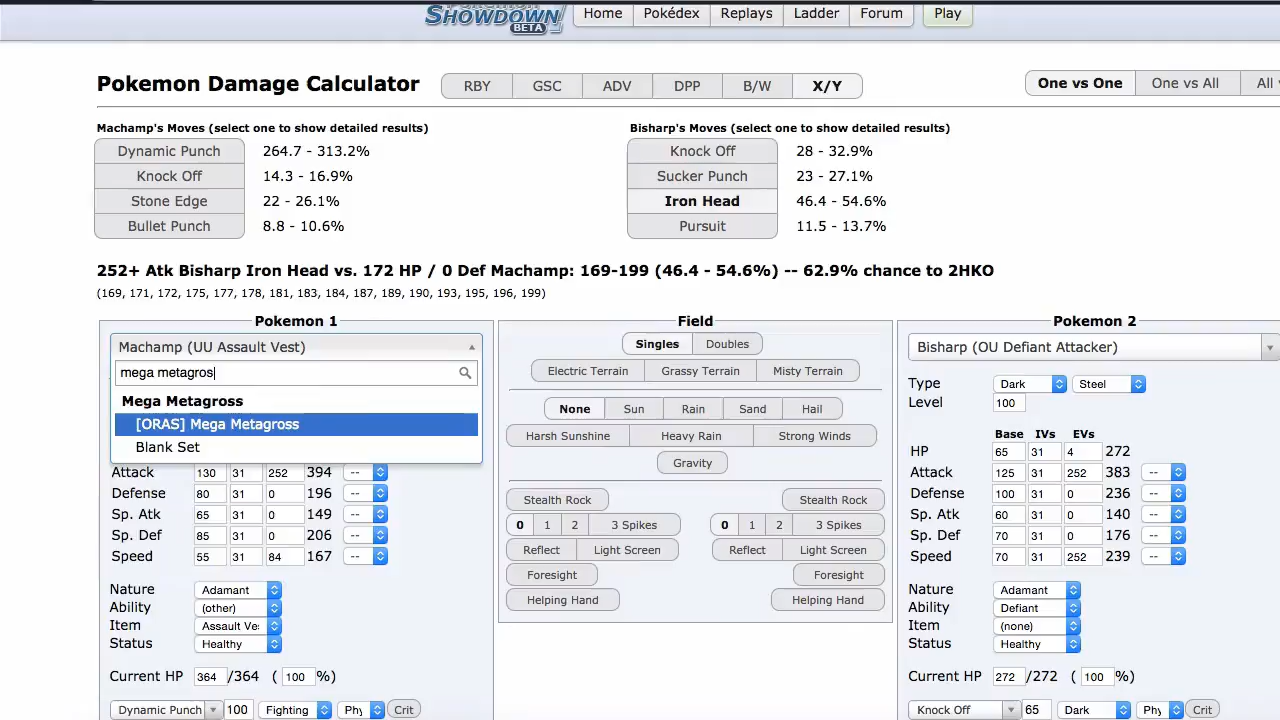 SHOWDOWN! BETA Home Pokédex Replays Ladder Forum Play
Pokemon Damage Calculator RBY GSC ADV DPP B/W X/Y One vs One One vs All All
Machamp's Moves (select one to show detailed results) Bisharp's Moves (select one to show detailed results)
Dynamic Punch 264.7 - 313.2% Knock Off 28 - 32.9%
Knock Off 14.3 - 16.9% Sucker Punch 23 - 27.1%
Stone Edge 22 - 26.1% Iron Head 46.4 - 54.6%
Bullet Punch 8.8 - 10.6% Pursuit 11.5 - 13.7%
252+ Atk Bisharp Iron Head vs. 172 HP / 0 Def Machamp: 169-199 (46.4 - 54.6%) -- 62.9% chance to 2HKO
(169, 171, 172, 175, 177, 178, 181, 183, 184, 187, 189, 190, 193, 195, 196, 199)
Pokemon 1 Field Pokemon 2
Machamp (UU Assault Vest) Singles Doubles Bisharp (OU Defiant Attacker)
mega metagros Electric Terrain Grassy Terrain Misty Terrain Type Dark Steel
Mega Metagross None Sun Rain Sand Hail Level 100
[ORAS] Mega Metagross Harsh Sunshine Heavy Rain Strong Winds Base IVs EVs
Blank Set Gravity HP 65 31 4 272
Attack 130 31 252 394 -- Attack 125 31 252 383 --
Defense 80 31 0 196 -- Stealth Rock Stealth Rock Defense 100 31 0 236 --
Sp. Atk 65 31 0 149 -- 0 1 2 3 Spikes 0 1 2 3 Spikes Sp. Atk 60 31 0 140 --
Sp. Def 85 31 0 206 -- Reflect Light Screen Reflect Light Screen Sp. Def 70 31 0 176 --
Speed 55 31 84 167 -- Foresight Foresight Speed 70 31 252 239 --
Nature Adamant Helping Hand Helping Hand Nature Adamant
Ability (other) Ability Defiant
Item Assault Ve Item (none)
Status Healthy Status Healthy
Current HP 364 /364 ( 100 %) Current HP 272 /272 ( 100 %)
Dynamic Punch 100 Fighting Phy Crit Knock Off 65 Dark Phy Crit